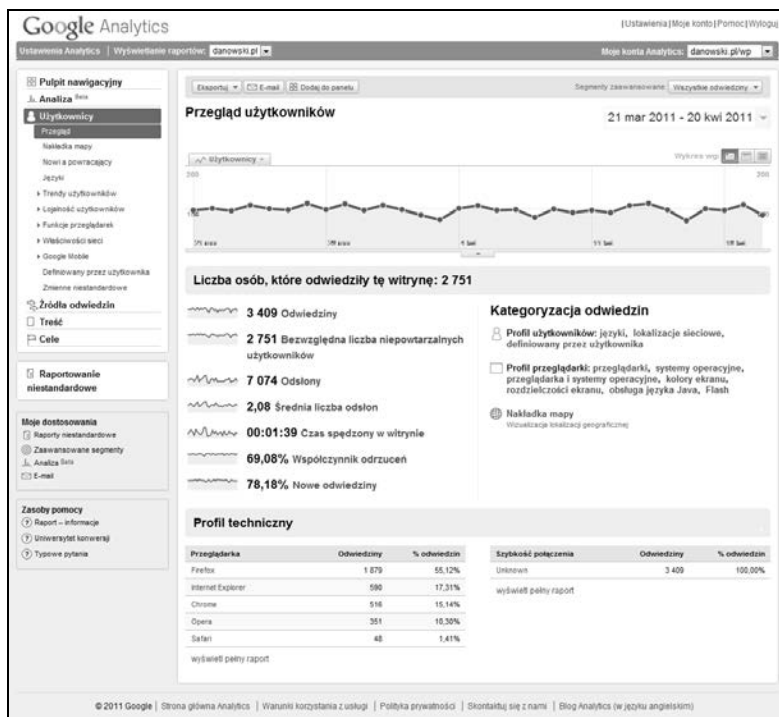 Google Analytics
Ustawienia | Moje konto | Pomoc | Wyloguj
Ustawienia Analytics | Wyświetlanie raportów: danowski.pl
Moje konta Analytics: danowski.pl/wp
Pulpit nawigacyjny
Analiza Beta
Użytkownicy
Przegląd
Nakładka mapy
Nowi a powracający
Języki
Trendy użytkowników
Lojalność użytkowników
Funkcje przeglądarek
Właściwości sieci
Google Mobile
Definiowany przez użytkownika
Zmienne niestandardowe
Źródła odwiedzin
Treść
Cele
Raportowanie
niestandardowe
Moje dostosowania
Raporty niestandardowe
Zaawansowane segmenty
Analiza Beta
E-mail
Zasoby pomocy
Raport – informacje
Uniwersytet konwersji
Typowe pytania
Eksportuj E-mail Dodaj do panelu
Segmenty zaawansowane: Wszystkie odwiedziny
Przegląd użytkowników
21 mar 2011 - 20 kwi 2011
Użytkownicy
Wykres wg:
200 200
Liczba osób, które odwiedziły tę witrynę: 2 751
3 409 Odwiedziny
2 751 Bezwzględna liczba niepowtarzalnych
użytkowników
7 074 Odsłony
2,08 Średnia liczba odsłon
00:01:39 Czas spędzony w witrynie
69,08% Współczynnik odrzuceń
78,18% Nowe odwiedziny
Kategoryzacja odwiedzin
Profil użytkowników: języki, lokalizacje sieciowe,
definiowany przez użytkownika
Profil przeglądarki: przeglądarki, systemy operacyjne,
przeglądarka i systemy operacyjne, kolory ekranu,
rozdzielczości ekranu, obsługa języka Java, Flash
Nakładka mapy
Wizualizacja lokalizacji geograficznej
Profil techniczny
Przeglądarka Odwiedziny % odwiedzin
Firefox 1 879 55,12%
Internet Explorer 590 17,31%
Chrome 516 15,14%
Opera 351 10,30%
Safari 48 1,41%
wyświetl pełny raport
Szybkość połączenia Odwiedziny % odwiedzin
Unknown 3 409 100,00%
wyświetl pełny raport
© 2011 Google | Strona główna Analytics | Warunki korzystania z usługi | Polityka prywatności | Skontaktuj się z nami | Blog Analytics (w języku angielskim)